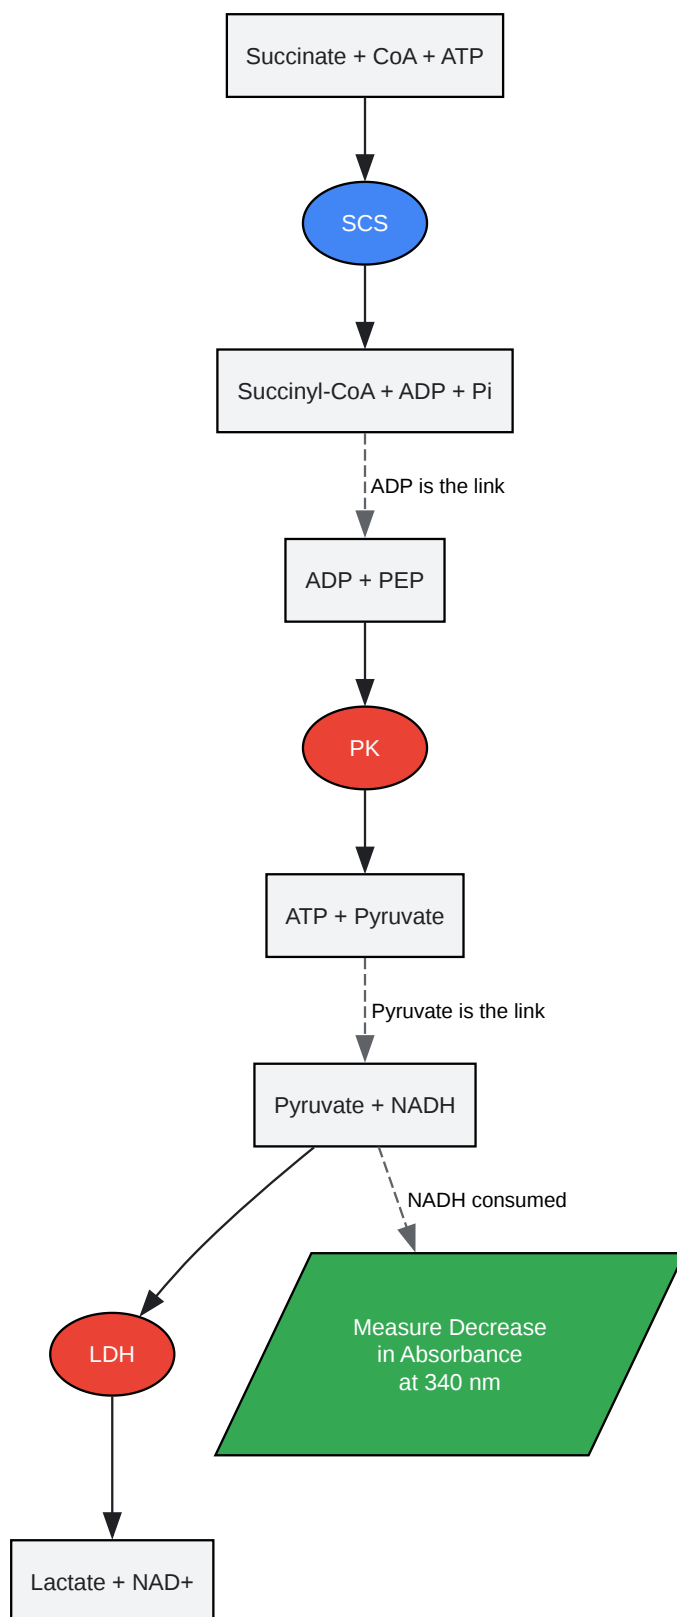 Succinate + CoA + ATP
SCS
Succinyl-CoA + ADP + Pi
ADP is the link
ADP + PEP
PK
ATP + Pyruvate
Pyruvate is the link
Pyruvate + NADH
NADH consumed
Measure Decrease
in Absorbance
at 340 nm
LDH
Lactate + NAD+